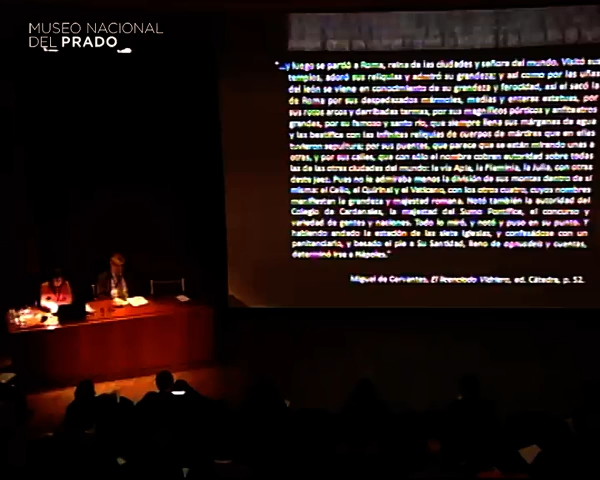 MUSEO NACIONAL
DEL PRADO
"...y luego se partió a Roma, reina de las ciudades y señora del mundo. Visitó sus
templos, adoró sus reliquias y admiró su grandeza; y así como por las uñas
del león se viene en conocimiento de su grandeza y ferocidad, así él sacó la
de Roma por sus despedazados mármoles, medias y enteras estatuas, por
sus rotos arcos y derribadas termas, por sus magníficos pórticos y anfiteatros
grandes, por su famoso y santo río, que siempre llena sus márgenes de agua
y las beatifica con las infinitas reliquias de cuerpos de mártires que en ellas
tuvieron sepultura; por sus puentes, que parece que se están mirando unos a
otros, y por sus calles, que con sólo el nombre cobran autoridad sobre todas
las de las otras ciudades del mundo: la vía Apia, la Flaminia, la Julia, con otras
deste jaez. Pues no le admiraba menos la división de sus montes dentro de sí
misma: el Celio, el Quirinal y el Vaticano, con los otros cuatro, cuyos nombres
manifiestan la grandeza y majestad romana. Notó también la autoridad del
Colegio de Cardenales, la majestad del Sumo Pontífice, el concurso y
variedad de gentes y naciones. Todo lo miró, y notó y puso en su punto. Y
habiendo andado la estación de las siete iglesias, y confesádose con un
penitenciario, y besado el pie a Su Santidad, lleno de agnusdeis y cuentas,
determinó irse a Nápoles."
Miguel de Cervantes, El licenciado Vidriera, ed. Cátedra, p. 52.